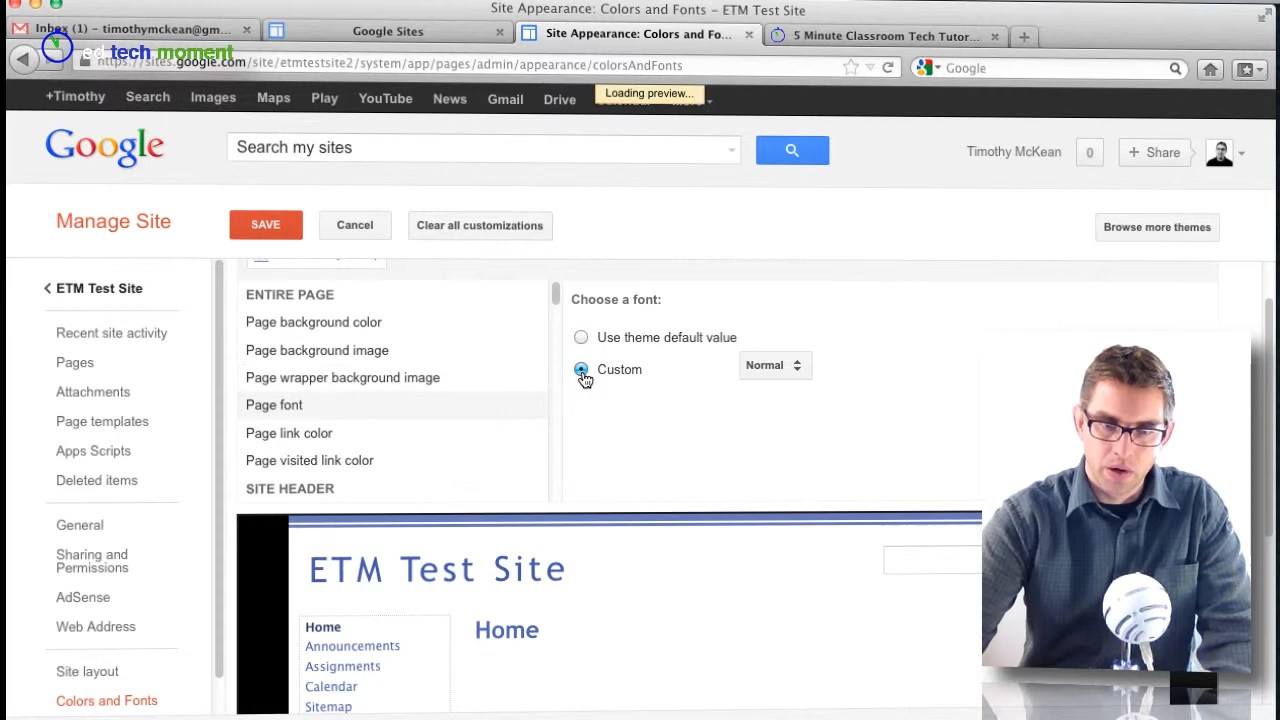 Site Appearance: Colors and Fonts – ETM Test Site
Inbox (1) – timothymckean@gm...
Google Sites
Site Appearance: Colors and Fo...
5 Minute Classroom Tech Tutor...
ed tech moment
https://sites.google.com/site/etmtestsite2/system/app/pages/admin/appearance/colorsAndFonts
Google
+Timothy Search Images Maps Play YouTube News Gmail Drive
Loading preview...
Google
Search my sites
Timothy McKean
0
+ Share
Manage Site
SAVE
Cancel
Clear all customizations
Browse more themes
ETM Test Site
Recent site activity
Pages
Attachments
Page templates
Apps Scripts
Deleted items
General
Sharing and
Permissions
AdSense
Web Address
Site layout
Colors and Fonts
ENTIRE PAGE
Page background color
Page background image
Page wrapper background image
Page font
Page link color
Page visited link color
SITE HEADER
Choose a font:
Use theme default value
Custom
Normal
ETM Test Site
Home
Announcements
Assignments
Calendar
Sitemap
Home